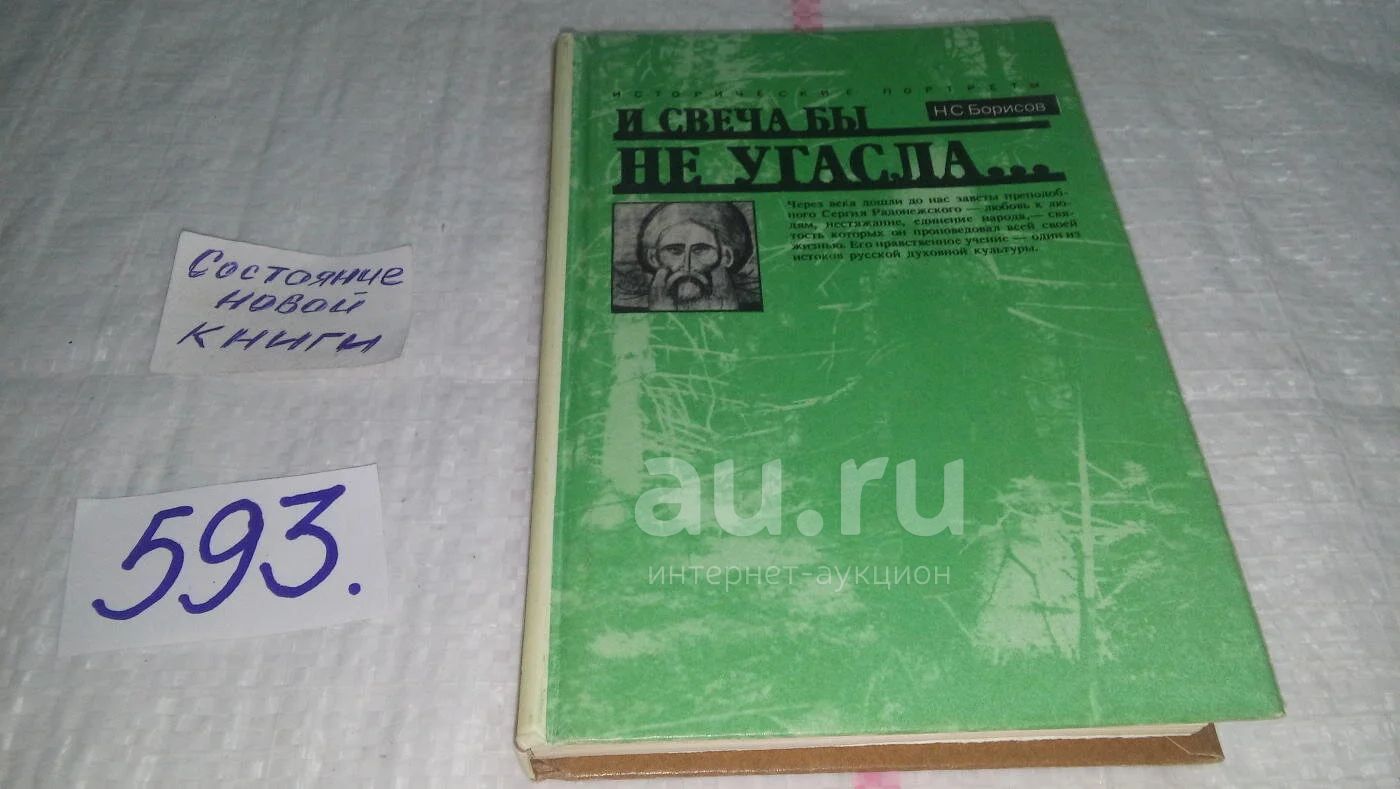 ИСТОРИЧЕСКИЕ ПОРТРЕТЫ
Н.С.Борисов
И СВЕЧА БЫ
НЕ УГАСЛА...
Через века дошли до нас заветы преподоб-
ного Сергия Радонежского — любовь к лю-
дям, нестяжание, единение народа,— свя-
тость которых он проповедовал всей своей
жизнью. Его нравственное учение — один из
истоков русской духовной культуры.
Состояние
новой
книги
593.
au.ru
интернет-аукцион